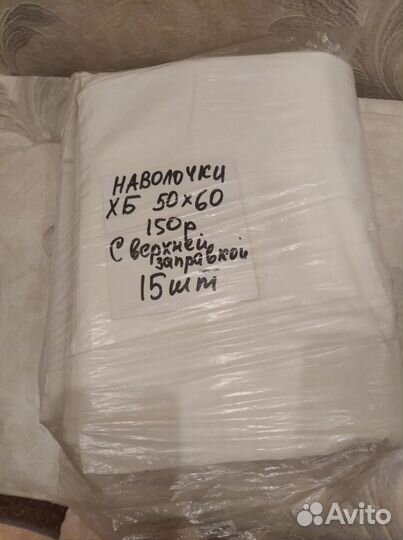 НАВОЛОЧКИ
ХБ 50×60
150р
С верхней
заправкой
15шт
Avito